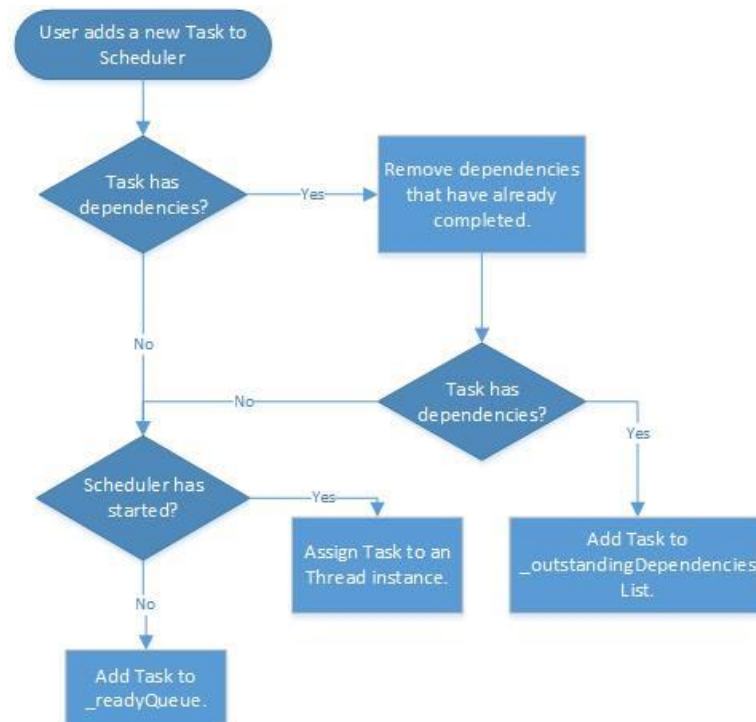 User adds a new Task to
Scheduler
Task has
dependencies?
Yes
Remove dependencies
that have already
completed.
No
Task has
dependencies?
No
Yes
Scheduler has
started?
Yes
Assign Task to an
Thread instance.
Add Task to
_outstandingDependencies
List.
No
Add Task to
_readyQueue.